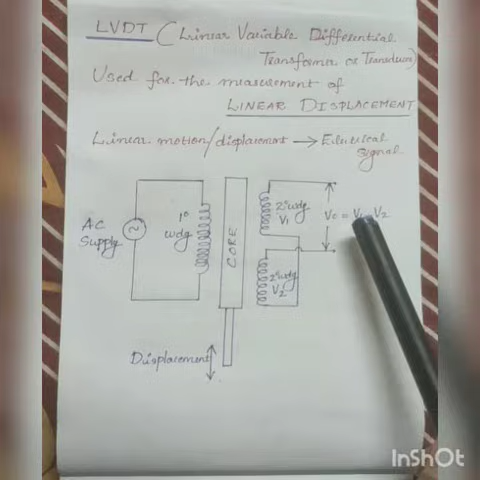 LVDT (Linear Variable Differential
Transformer or Transducer)
Used for the measurement of
LINEAR DISPLACEMENT
Linear motion/displacement → Electrical
Signal
AC
Supply
1°
wdg
CORE
2°wdg
V1
2°wdg
V2
Vo = V1 - V2
Displacement
InShOt